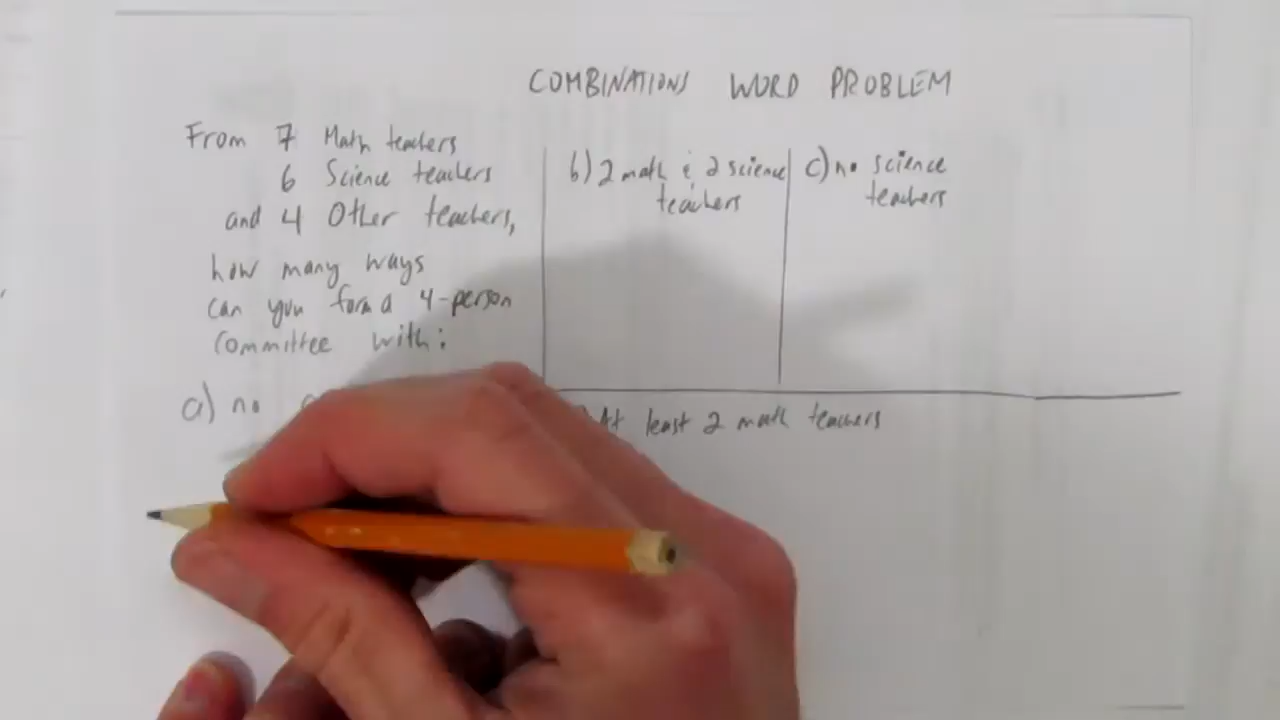 COMBINATIONS WORD PROBLEM
From 7 Math teachers
6 Science teachers
and 4 Other teachers,
how many ways
can you form a 4-person
committee with:
a) no
b) 2 math & 2 science
teachers
c) no science
teachers
At least 2 math teachers